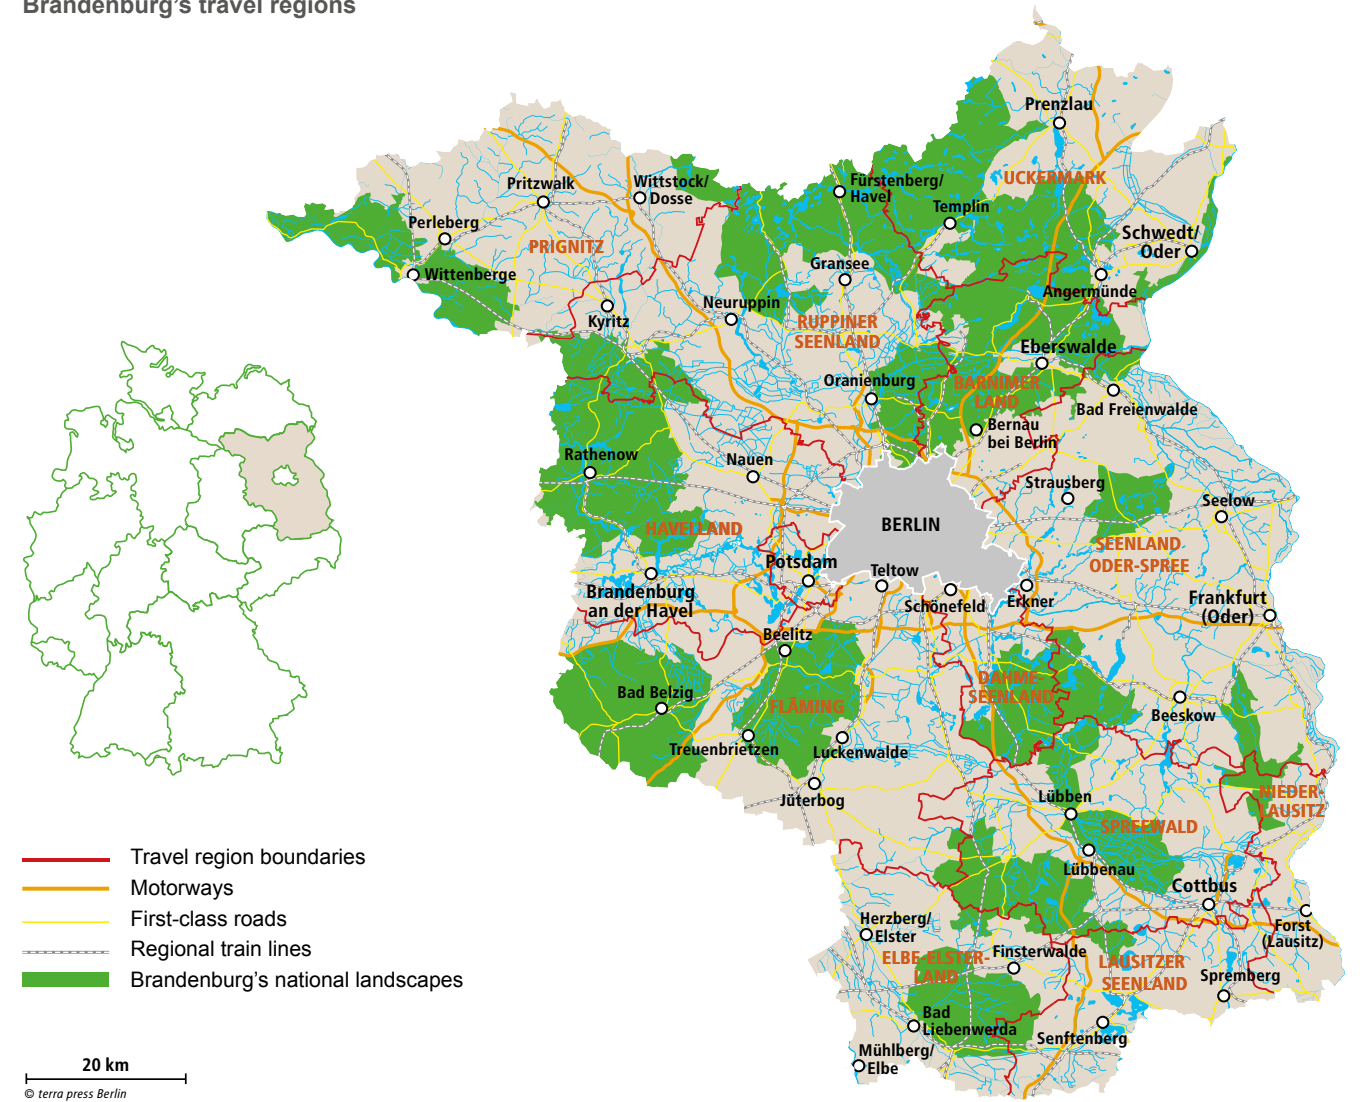 Brandenburg's travel regions
Prenzlau
UCKERMARK
Pritzwalk
Wittstock/
Dosse
Fürstenberg/
Havel
Templin
Perleberg
PRIGNITZ
Schwedt/
Oder
Wittenberge
Gransee
Angermünde
Kyritz
Neuruppin
RUPPINER
SEENLAND
Eberswalde
Oranienburg
BARNIMER
LAND
Bad Freienwalde
Bernau
bei Berlin
Rathenow
Nauen
Strausberg
Seelow
HAVELLAND
BERLIN
SEENLAND
ODER-SPREE
Potsdam
Teltow
Brandenburg
an der Havel
Schönefeld
Erkner
Frankfurt
(Oder)
Beelitz
Bad Belzig
FLÄMING
DAHME-
SEENLAND
Beeskow
Treuenbrietzen
Luckenwalde
Jüterbog
Lübben
NIEDER-
LAUSITZ
SPREEWALD
Lübbenau
Cottbus
Herzberg/
Elster
Forst
(Lausitz)
Finsterwalde
ELBE-ELSTER-
LAND
LAUSITZER
SEENLAND
Spremberg
Bad
Liebenwerda
Senftenberg
Mühlberg/
Elbe
Travel region boundaries
Motorways
First-class roads
Regional train lines
Brandenburg's national landscapes
20 km
© terra press Berlin